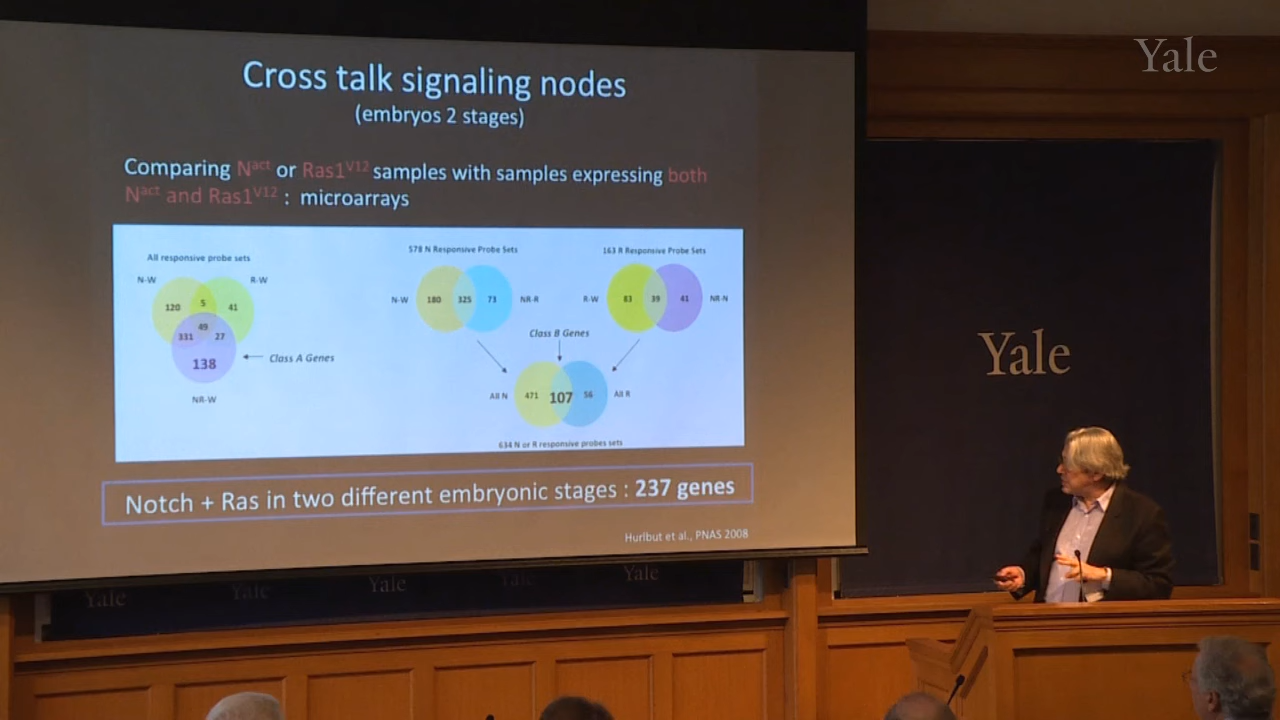 Yale
Cross talk signaling nodes
(embryos 2 stages)
Comparing Nact or Ras1V12 samples with samples expressing both
Nact and Ras1V12 : microarrays
All responsive probe sets
N-W R-W
120 5 41
49
331 27
138
Class A Genes
NR-W
578 N Responsive Probe Sets
N-W 180 325 73 NR-R
163 R Responsive Probe Sets
R-W 83 39 41 NR-N
Class B Genes
All N 471 107 56 All R
634 N or R responsive probes sets
Notch + Ras in two different embryonic stages : 237 genes
Hurlbut et al., PNAS 2008
Yale
Yale Yale Yale Yale